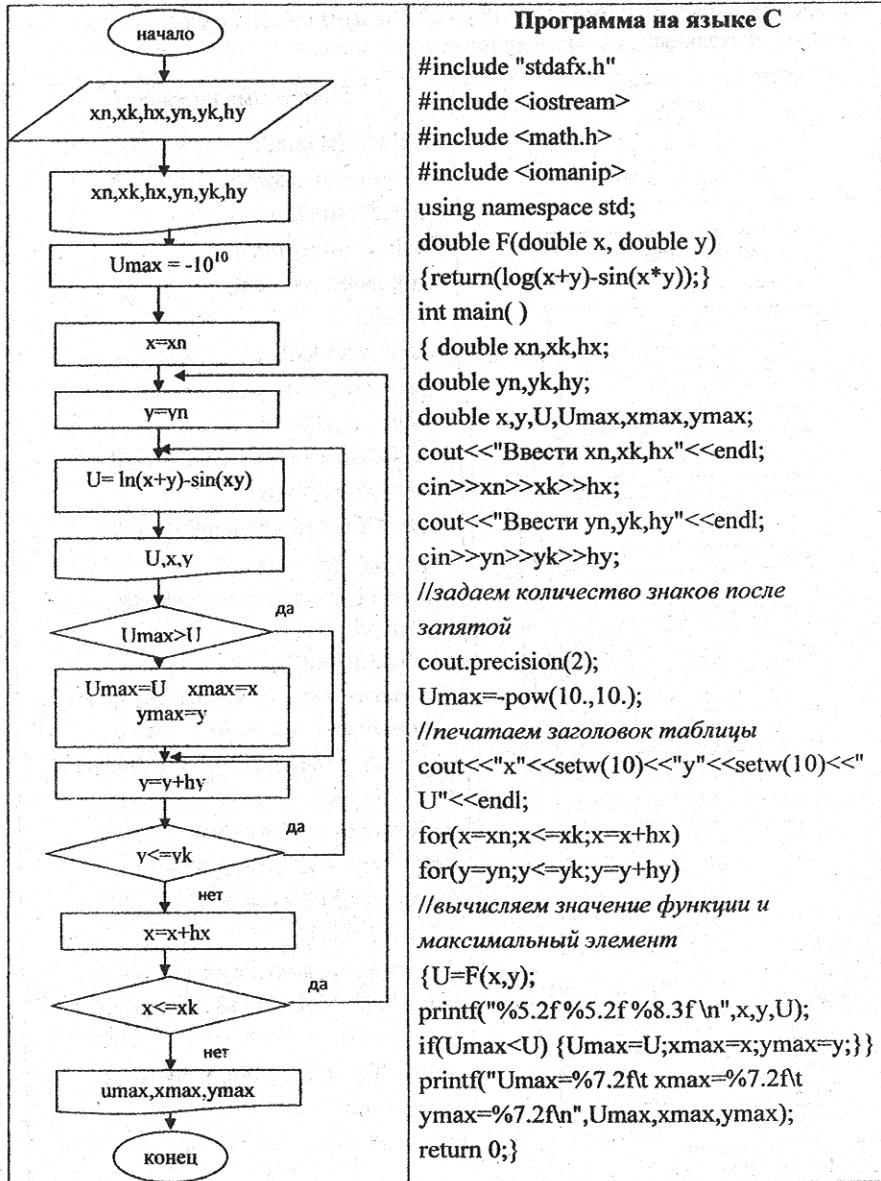 начало
xn,xk,hx,yn,yk,hy
xn,xk,hx,yn,yk,hy
Umax = -10^10
x=xn
y=yn
U= ln(x+y)-sin(xy)
U,x,y
Umax>U
да
Umax=U xmax=x
ymax=y
y=y+hy
y<=yk
да
нет
x=x+hx
x<=xk
да
нет
umax,xmax,ymax
конец
Программа на языке С
#include "stdafx.h"
#include <iostream>
#include <math.h>
#include <iomanip>
using namespace std;
double F(double x, double y)
{return(log(x+y)-sin(x*y));}
int main( )
{ double xn,xk,hx;
double yn,yk,hy;
double x,y,U,Umax,xmax,ymax;
cout<<"Ввести xn,xk,hx"<<endl;
cin>>xn>>xk>>hx;
cout<<"Ввести yn,yk,hy"<<endl;
cin>>yn>>yk>>hy;
//задаем количество знаков после
запятой
cout.precision(2);
Umax=-pow(10.,10.);
//печатаем заголовок таблицы
cout<<"x"<<setw(10)<<"y"<<setw(10)<<"
U"<<endl;
for(x=xn;x<=xk;x=x+hx)
for(y=yn;y<=yk;y=y+hy)
//вычисляем значение функции и
максимальный элемент
{U=F(x,y);
printf("%5.2f %5.2f %8.3f \n",x,y,U);
if(Umax<U) {Umax=U;xmax=x;ymax=y;}}
printf("Umax=%7.2f\t xmax=%7.2f\t
ymax=%7.2f\n",Umax,xmax,ymax);
return 0;}